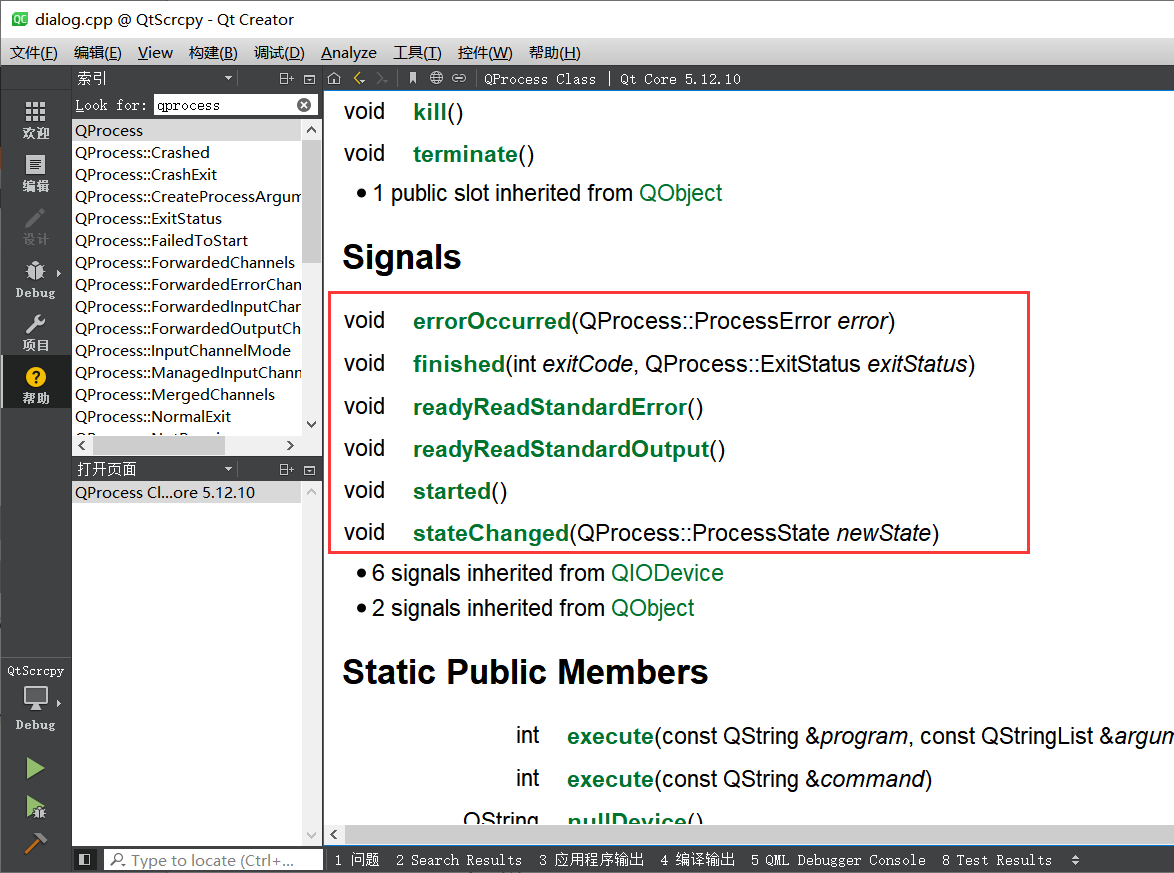 dialog.cpp @ QtScrcpy - Qt Creator
文件(F) 编辑(E) View 构建(B) 调试(D) Analyze 工具(T) 控件(W) 帮助(H)
索引
QProcess Class | Qt Core 5.12.10
Look for: qprocess
QProcess
QProcess::Crashed
QProcess::CrashExit
QProcess::CreateProcessArgum
QProcess::ExitStatus
QProcess::FailedToStart
QProcess::ForwardedChannels
QProcess::ForwardedErrorChan
QProcess::ForwardedInputChar
QProcess::ForwardedOutputCh
QProcess::InputChannelMode
QProcess::ManagedInputChann
QProcess::MergedChannels
QProcess::NormalExit
打开页面
QProcess Cl...ore 5.12.10
欢迎
编辑
设计
Debug
项目
帮助
QtScrcpy
Debug
void kill()
void terminate()
• 1 public slot inherited from QObject
Signals
void errorOccurred(QProcess::ProcessError error)
void finished(int exitCode, QProcess::ExitStatus exitStatus)
void readyReadStandardError()
void readyReadStandardOutput()
void started()
void stateChanged(QProcess::ProcessState newState)
• 6 signals inherited from QIODevice
• 2 signals inherited from QObject
Static Public Members
int execute(const QString &program, const QStringList &argum
int execute(const QString &command)
QString nullDevice()
Type to locate (Ctrl+...
1 问题 2 Search Results 3 应用程序输出 4 编译输出 5 QML Debugger Console 8 Test Results